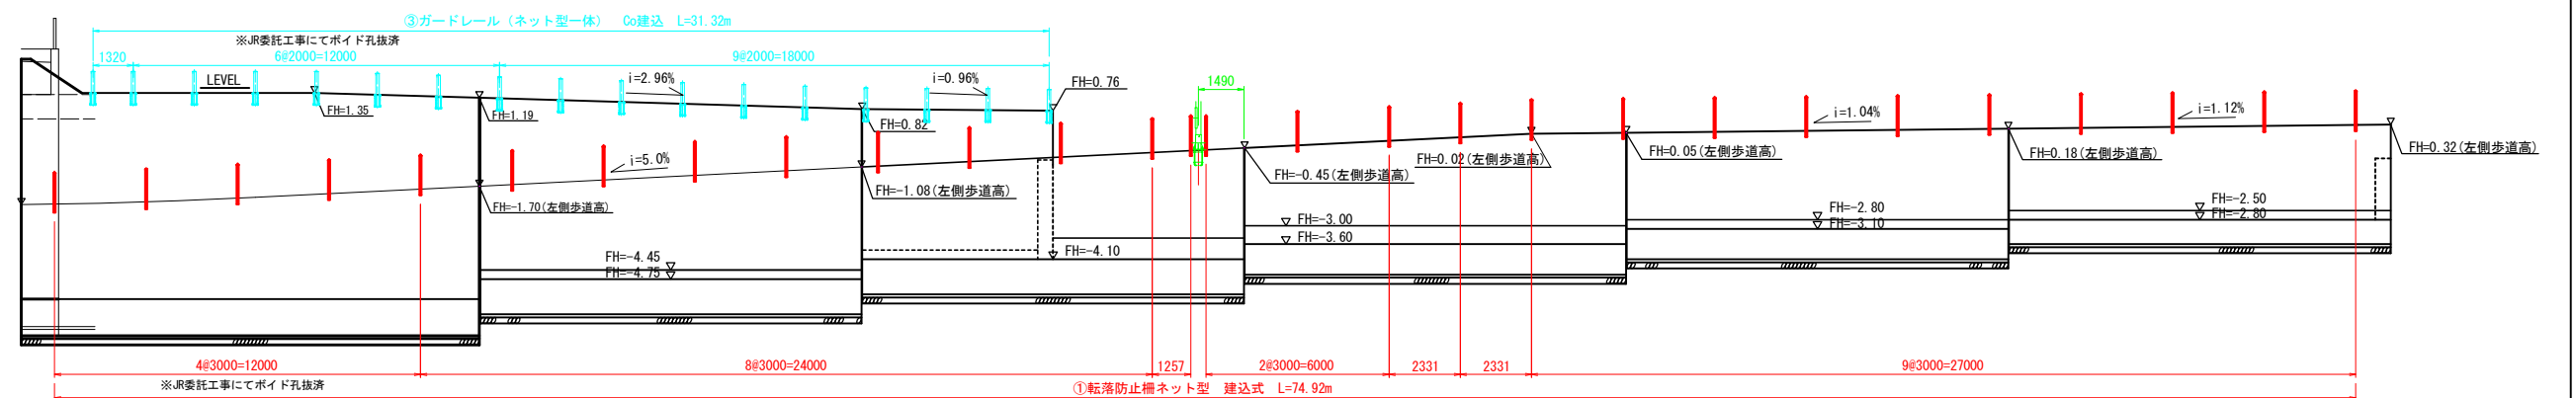 ③ガードレール（ネット型一体）　Co建込　L=31.32m
※JR委託工事にてボイド孔抜済
1320
6@2000=12000
9@2000=18000
LEVEL
i=2.96%
i=0.96%
FH=0.76
1490
FH=1.35
FH=1.19
FH=0.82
i=1.04%
i=1.12%
i=5.0%
FH=0.02(左側歩道高)
FH=0.05(左側歩道高)
FH=0.18(左側歩道高)
FH=0.32(左側歩道高)
FH=-0.45(左側歩道高)
FH=-1.08(左側歩道高)
FH=-1.70(左側歩道高)
FH=-2.50
FH=-2.80
FH=-2.80
FH=-3.10
FH=-3.00
FH=-3.60
FH=-4.10
FH=-4.45
FH=-4.75
4@3000=12000
8@3000=24000
1257
2@3000=6000
2331
2331
9@3000=27000
※JR委託工事にてボイド孔抜済
①転落防止柵ネット型　建込式　L=74.92m